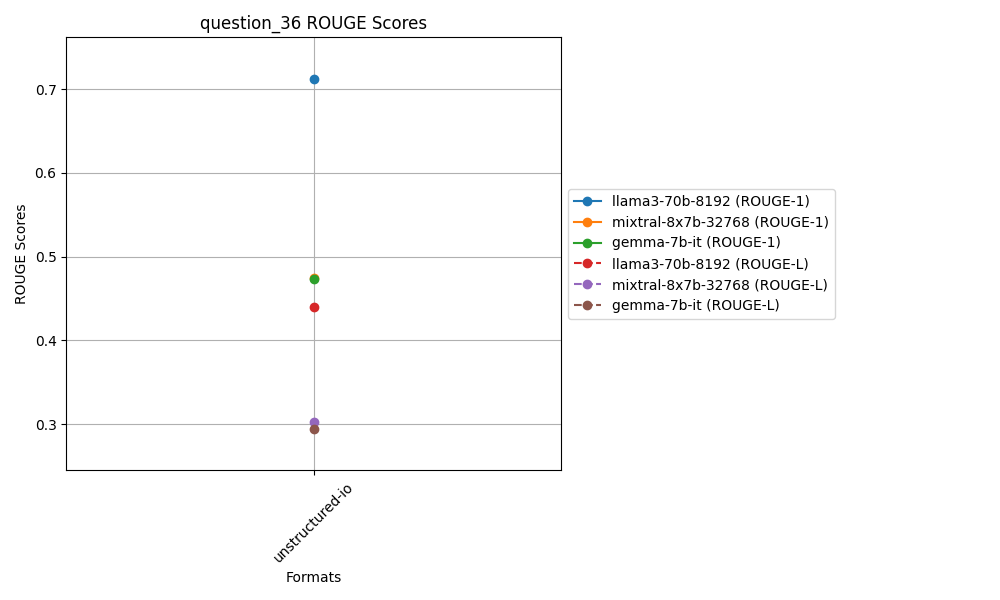 question_36 ROUGE Scores
ROUGE Scores
0.7
0.6
0.5
0.4
0.3
unstructured-io
Formats
llama3-70b-8192 (ROUGE-1)
mixtral-8x7b-32768 (ROUGE-1)
gemma-7b-it (ROUGE-1)
llama3-70b-8192 (ROUGE-L)
mixtral-8x7b-32768 (ROUGE-L)
gemma-7b-it (ROUGE-L)